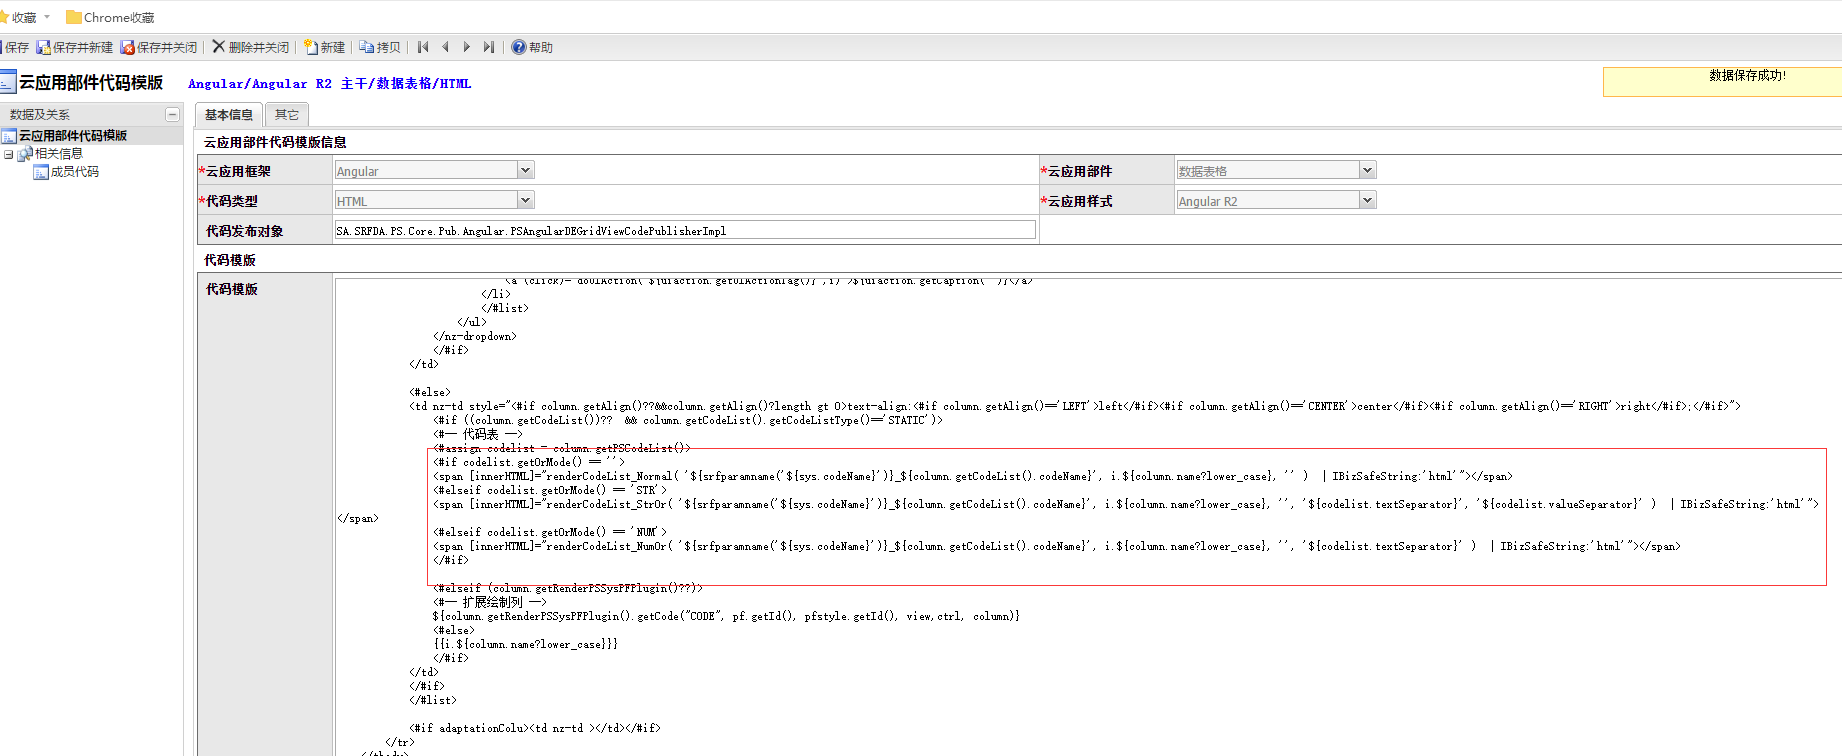 收藏 Chrome收藏
保存 保存并新建 保存并关闭 删除并关闭 新建 拷贝 帮助
云应用部件代码模版 Angular/Angular R2 主干/数据表格/HTML 数据保存成功!
数据及关系 基本信息 其它
云应用部件代码模版 云应用部件代码模版信息
相关信息
成员代码
*云应用框架 Angular *云应用部件 数据表格
*代码类型 HTML *云应用样式 Angular R2
代码发布对象 SA.SRFDA.PS.Core.Pub.Angular.PSAngularDEGridViewCodePublisherImpl
代码模版
代码模版
</li>
</#list>
</ul>
</nz-dropdown>
</#if>
</td>
<#else>
<td nz-td style="<#if column.getAlign()??&&column.getAlign()?length gt 0>text-align:<#if column.getAlign()=='LEFT'>left</#if><#if column.getAlign()=='CENTER'>center</#if><#if column.getAlign()=='RIGHT'>right</#if>;</#if>">
<#if ((column.getCodeList())?? && column.getCodeList().getCodeListType()=='STATIC')>
<#-- 代码表 -->
<#assign codelist = column.getPSCodeList()>
<#if codelist.getOrMode() == ''>
<span [innerHTML]="renderCodeList_Normal( '${srfparamname('${sys.codeName}')}_${column.getCodeList().codeName}', i.${column.name?lower_case}, '' ) | IBizSafeString:'html'"></span>
<#elseif codelist.getOrMode() == 'STR'>
<span [innerHTML]="renderCodeList_StrOr( '${srfparamname('${sys.codeName}')}_${column.getCodeList().codeName}', i.${column.name?lower_case}, '', '${codelist.textSeparator}', '${codelist.valueSeparator}' ) | IBizSafeString:'html'">
</span>
<#elseif codelist.getOrMode() == 'NUM'>
<span [innerHTML]="renderCodeList_NumOr( '${srfparamname('${sys.codeName}')}_${column.getCodeList().codeName}', i.${column.name?lower_case}, '', '${codelist.textSeparator}' ) | IBizSafeString:'html'"></span>
</#if>
<#elseif (column.getRenderPSSysPFPlugin()??)>
<#-- 扩展绘制列 -->
${column.getRenderPSSysPFPlugin().getCode("CODE", pf.getId(), pfstyle.getId(), view,ctrl, column)}
<#else>
{{i.${column.name?lower_case}}}
</#if>
</td>
</#if>
</#list>
<#if adaptationColu><td nz-td ></td></#if>
</tr>